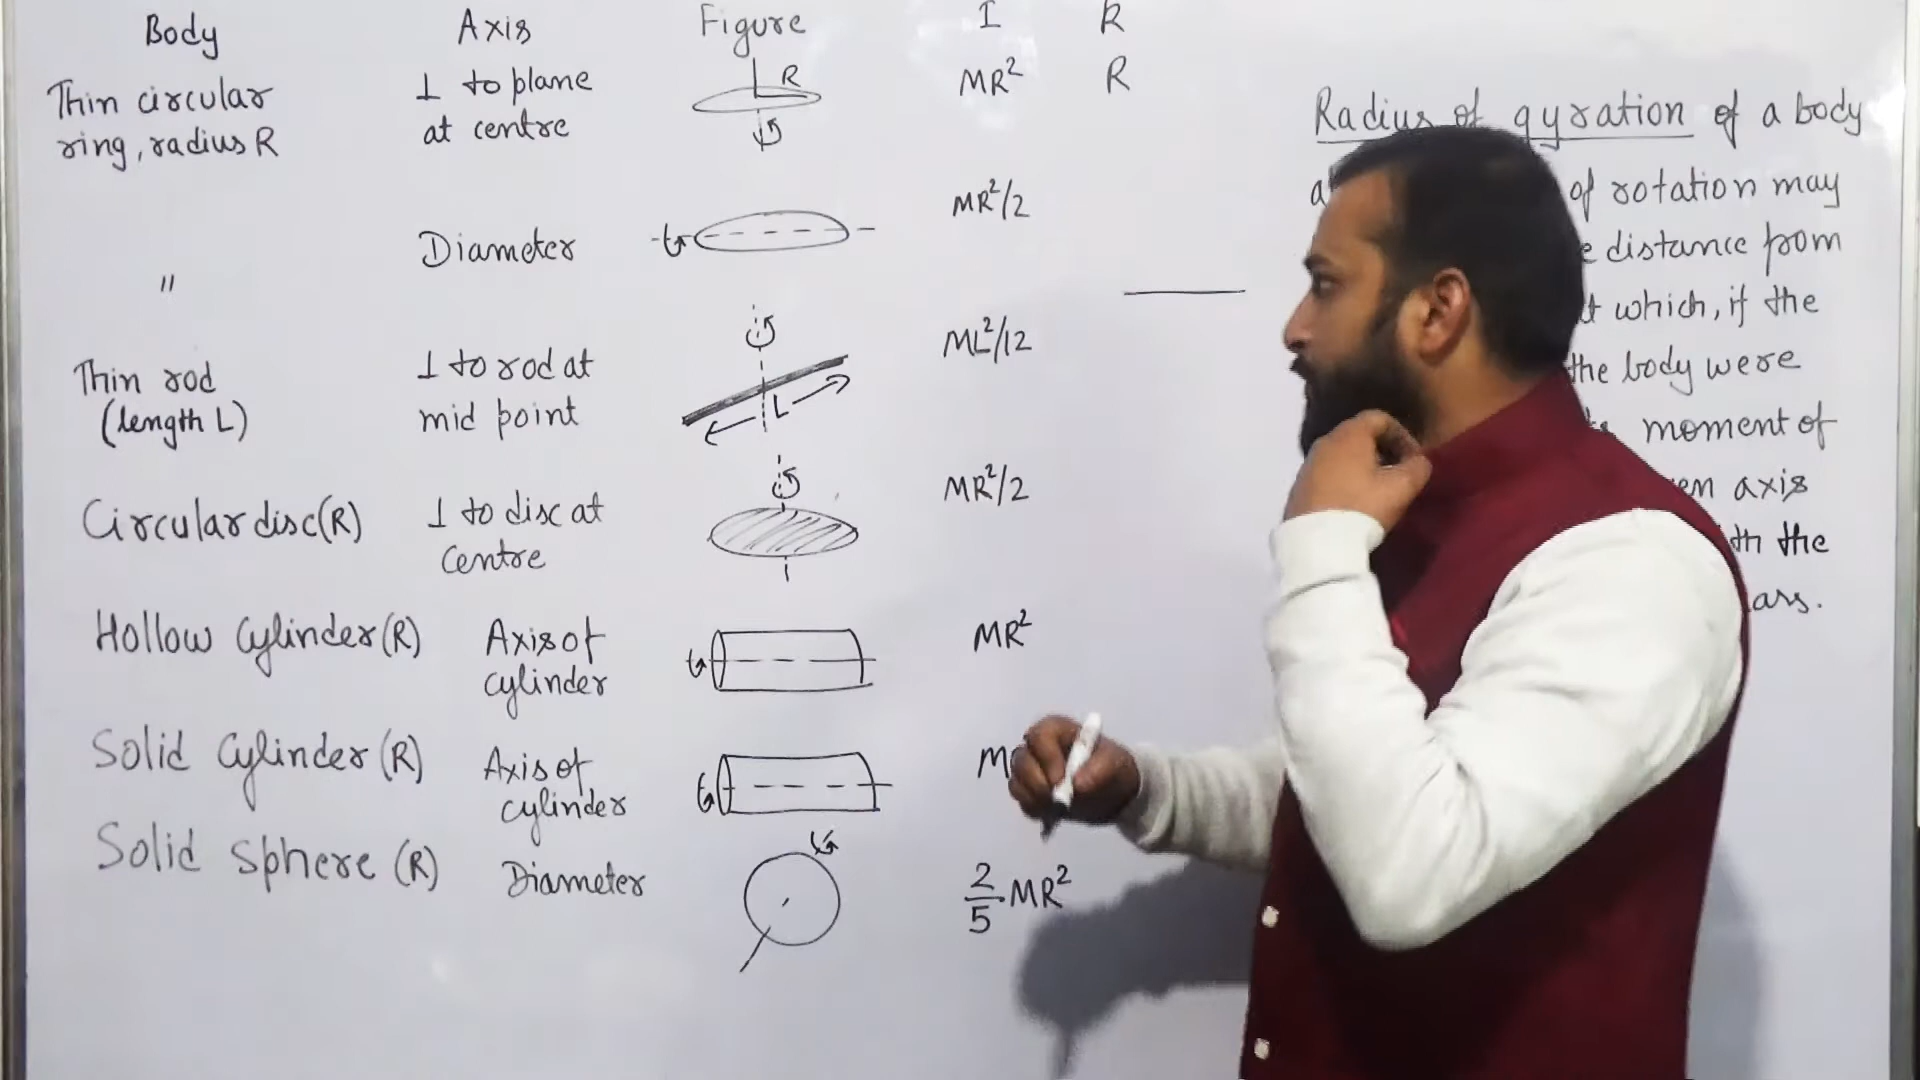 Body Axis Figure I R
Thin circular ring, radius R ⊥ to plane at centre R MR² R
" Diameter MR²/2
Thin rod (length L) ⊥ to rod at mid point L ML²/12
Circular disc(R) ⊥ to disc at centre MR²/2
Hollow cylinder(R) Axis of cylinder MR²
Solid cylinder(R) Axis of cylinder M
Solid sphere (R) Diameter 2/5 MR²
Radius of gyration of a body
of rotation may
distance from
which, if the
the body were
moment of
axis
the